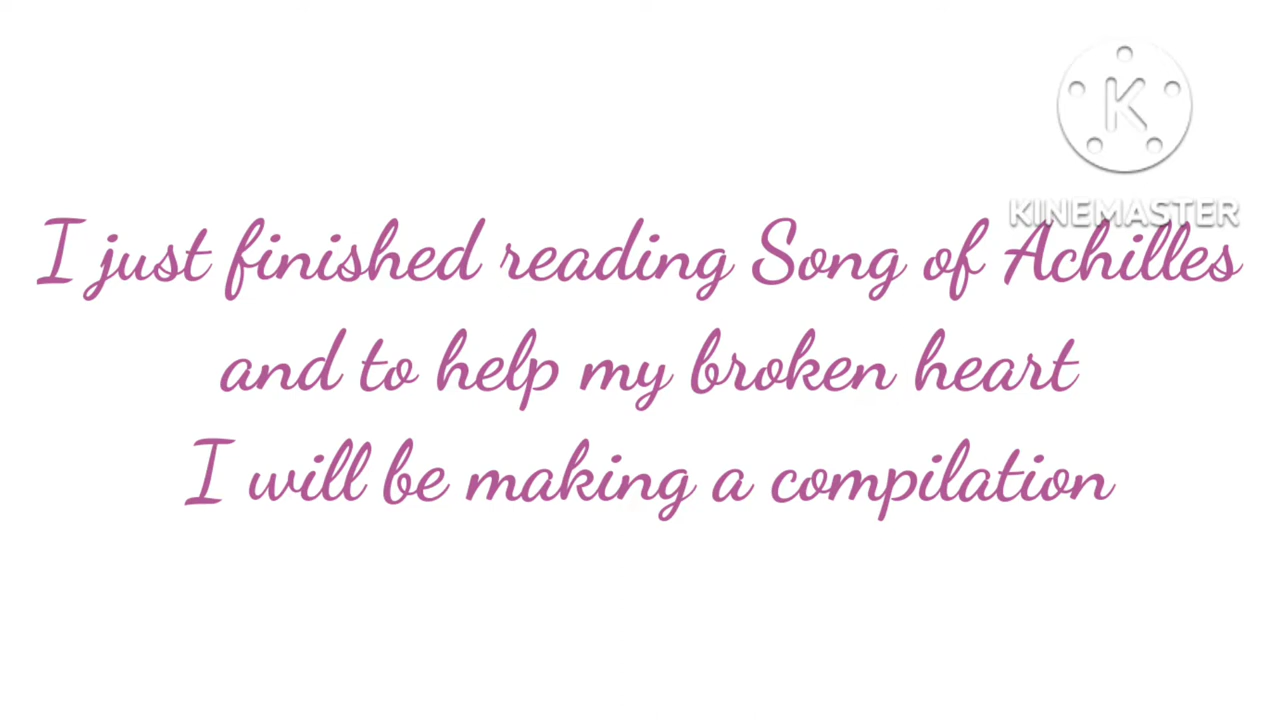 K
KINEMASTER
I just finished reading Song of Achilles
and to help my broken heart
I will be making a compilation